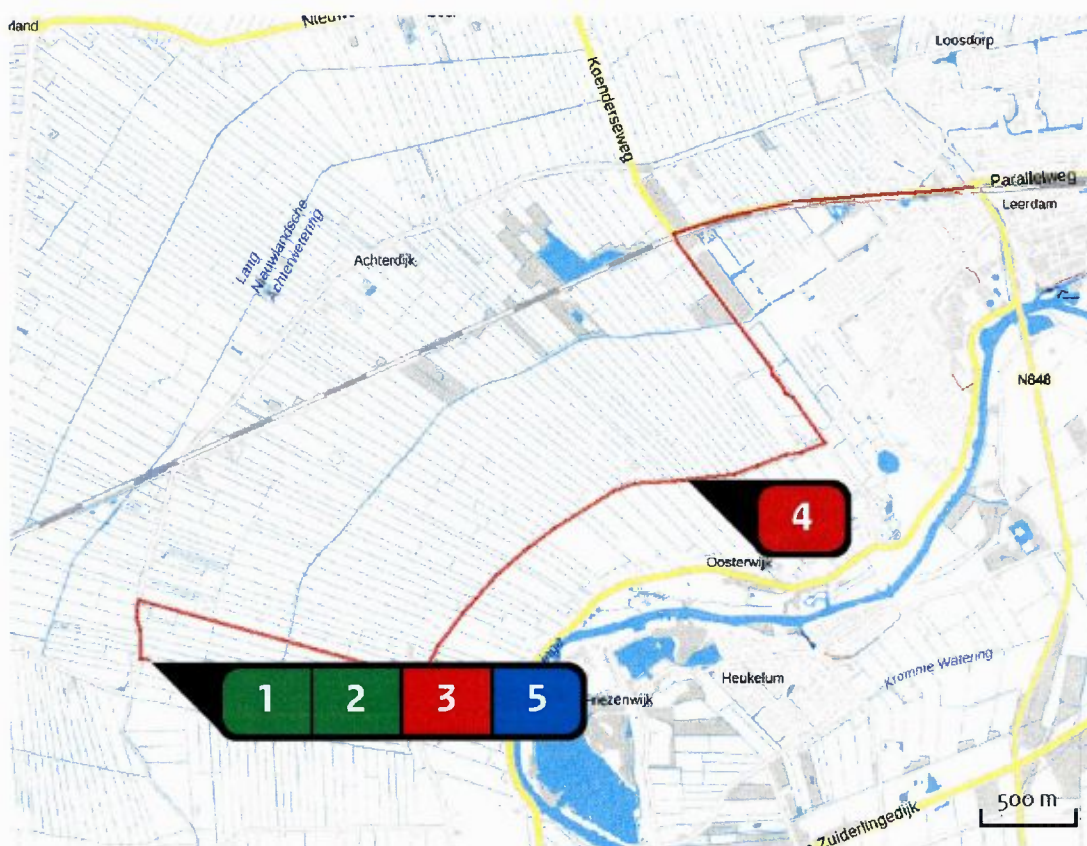 Loosdorp
Koenderseweg
Parallelweg
Leerdam
Lang
Nieuwlandsche
Achterwetering
Achterdijk
N848
4
Oosterwijk
Heukelum
Kromme Watering
1 2 3 5
500 m
Zuiderlingedijk